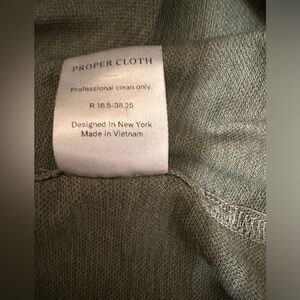 PROPER CLOTH
Professional clean only.
R 16.5-38.25
Designed in New York
Made in Vietnam